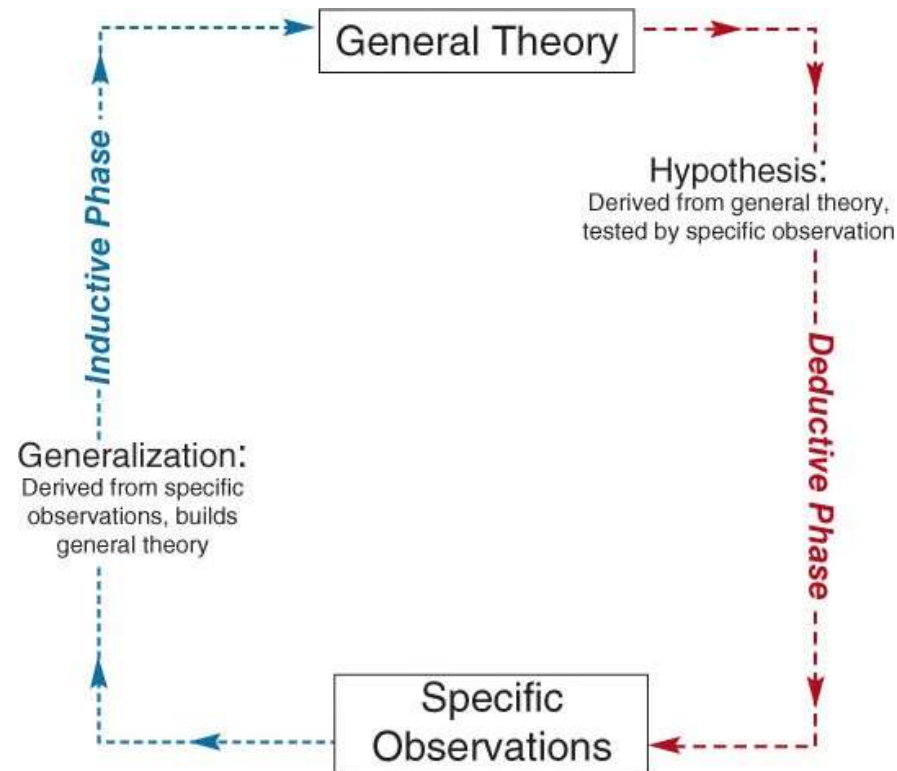 General Theory
Hypothesis:
Derived from general theory,
tested by specific observation
Inductive Phase
Deductive Phase
Generalization:
Derived from specific
observations, builds
general theory
Specific
Observations